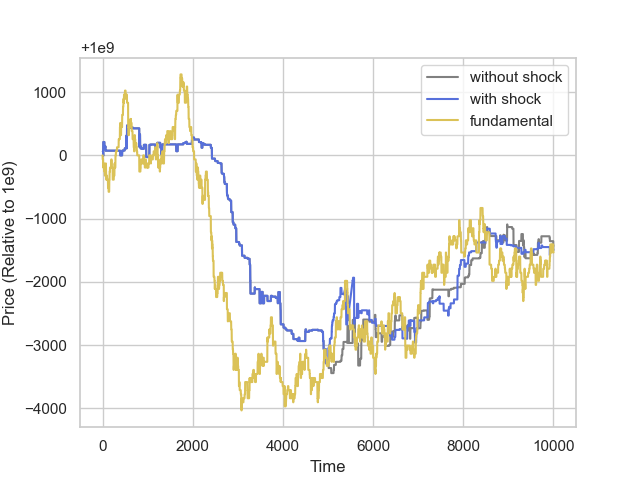 +1e9
without shock
with shock
fundamental
1000
0
−1000
−2000
−3000
−4000
Price (Relative to 1e9)
0 2000 4000 6000 8000 10000
Time